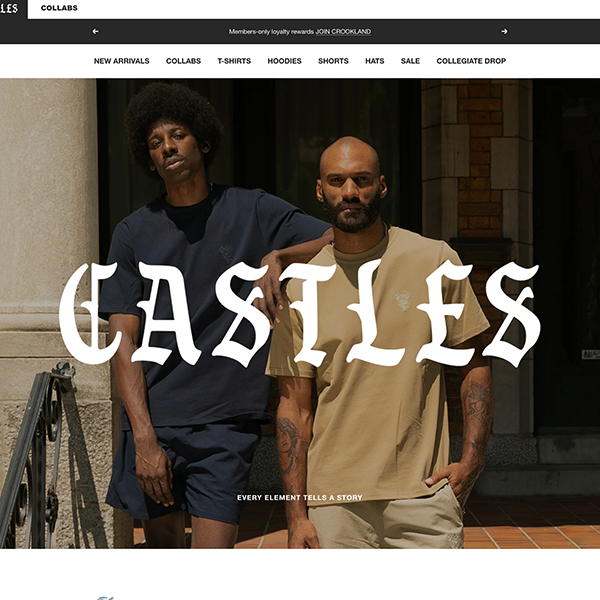 LES COLLABS
Members-only loyalty rewards JOIN CROOKLAND
NEW ARRIVALS COLLABS T-SHIRTS HOODIES SHORTS HATS SALE COLLEGIATE DROP
CASTLES
EVERY ELEMENT TELLS A STORY